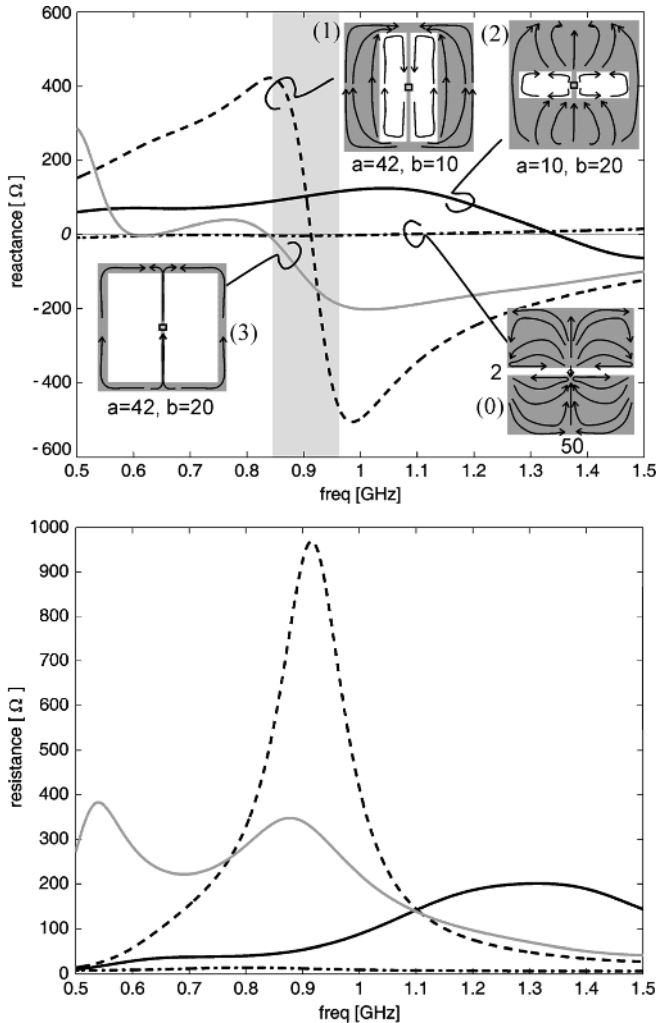 reactance [ Ω ]
600
400
200
0
-200
-400
-600
(1)
a=42, b=10
(2)
a=10, b=20
(3)
a=42, b=20
2
(0)
50
0.5 0.6 0.7 0.8 0.9 1 1.1 1.2 1.3 1.4 1.5
freq [GHz]
resistance [ Ω ]
1000
900
800
700
600
500
400
300
200
100
0
0.5 0.6 0.7 0.8 0.9 1 1.1 1.2 1.3 1.4 1.5
freq [GHz]